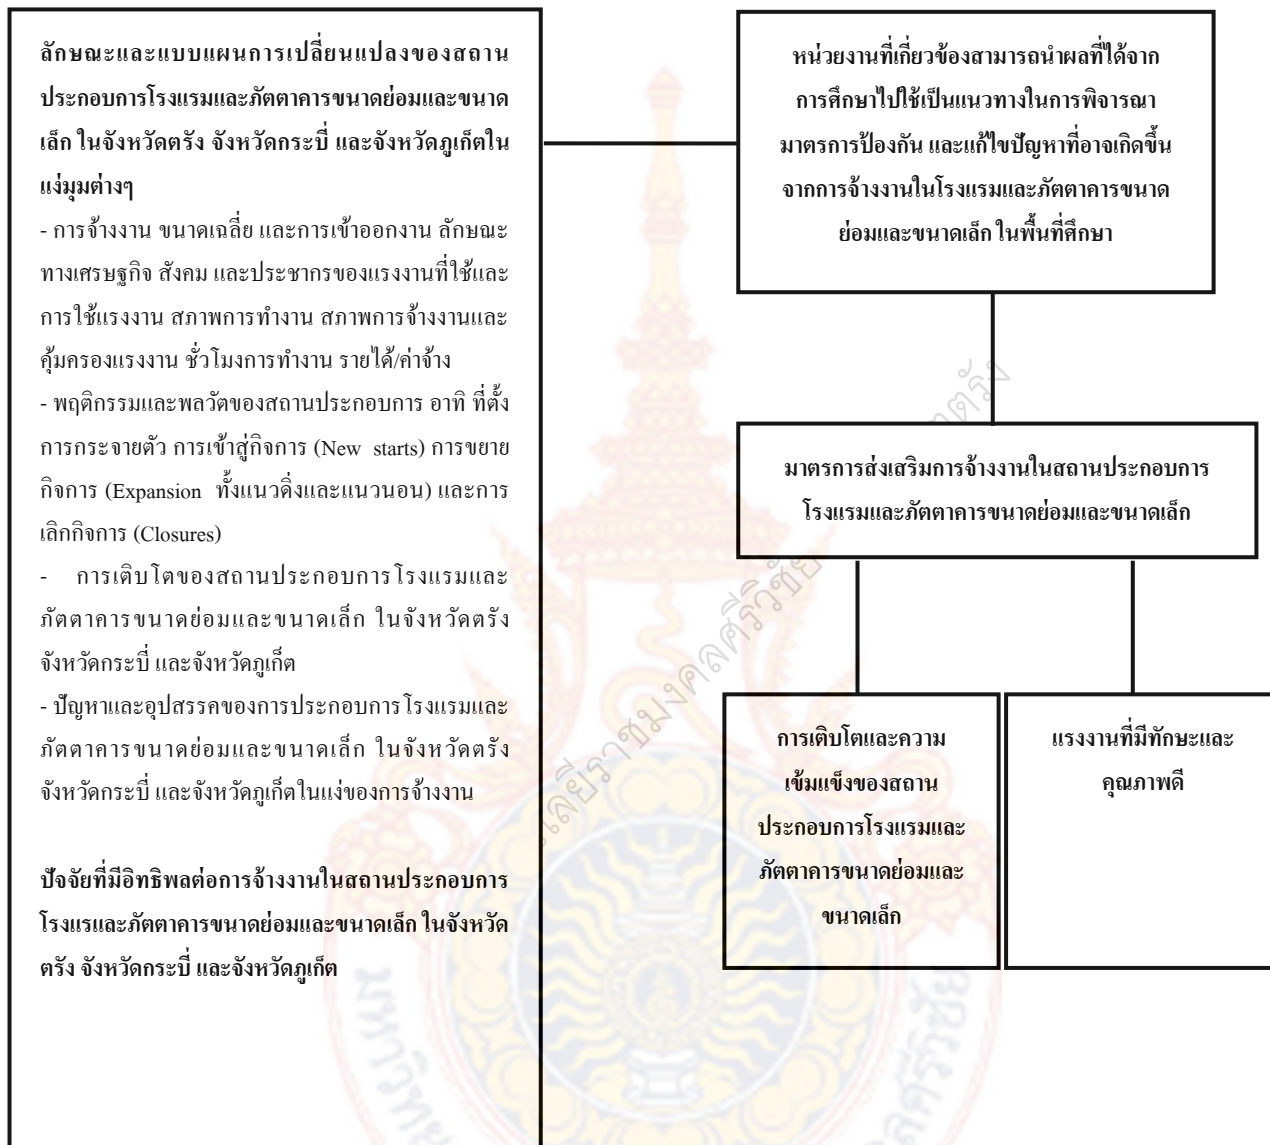 ลักษณะและแบบแผนการเปลี่ยนแปลงของสถาน
ประกอบการโรงแรมและภัตตาคารขนาดย่อมและขนาด
เล็ก ในจังหวัดตรัง จังหวัดกระบี่ และจังหวัดภูเก็ตใน
แง่มุมต่างๆ
- การจ้างงาน ขนาดเฉลี่ย และการเข้าออกงาน ลักษณะ
ทางเศรษฐกิจ สังคม และประชากรของแรงงานที่ใช้และ
การใช้แรงงาน สภาพการทำงาน สภาพการจ้างงานและ
คุ้มครองแรงงาน ชั่วโมงการทำงาน รายได้/ค่าจ้าง
- พฤติกรรมและพลวัตของสถานประกอบการ อาทิ ที่ตั้ง
การกระจายตัว การเข้าสู่กิจการ (New starts) การขยาย
กิจการ (Expansion ทั้งแนวดิ่งและแนวนอน) และการ
เลิกกิจการ (Closures)
- การเติบโตของสถานประกอบการโรงแรมและ
ภัตตาคารขนาดย่อมและขนาดเล็ก ในจังหวัดตรัง
จังหวัดกระบี่ และจังหวัดภูเก็ต
- ปัญหาและอุปสรรคของการประกอบการโรงแรมและ
ภัตตาคารขนาดย่อมและขนาดเล็ก ในจังหวัดตรัง
จังหวัดกระบี่ และจังหวัดภูเก็ตในแง่ของการจ้างงาน
ปัจจัยที่มีอิทธิพลต่อการจ้างงานในสถานประกอบการ
โรงแรและภัตตาคารขนาดย่อมและขนาดเล็ก ในจังหวัด
ตรัง จังหวัดกระบี่ และจังหวัดภูเก็ต
หน่วยงานที่เกี่ยวข้องสามารถนำผลที่ได้จาก
การศึกษาไปใช้เป็นแนวทางในการพิจารณา
มาตรการป้องกัน และแก้ไขปัญหาที่อาจเกิดขึ้น
จากการจ้างงานในโรงแรมและภัตตาคารขนาด
ย่อมและขนาดเล็ก ในพื้นที่ศึกษา
มาตรการส่งเสริมการจ้างงานในสถานประกอบการ
โรงแรมและภัตตาคารขนาดย่อมและขนาดเล็ก
การเติบโตและความ
เข้มแข็งของสถาน
ประกอบการโรงแรมและ
ภัตตาคารขนาดย่อมและ
ขนาดเล็ก
แรงงานที่มีทักษะและ
คุณภาพดี